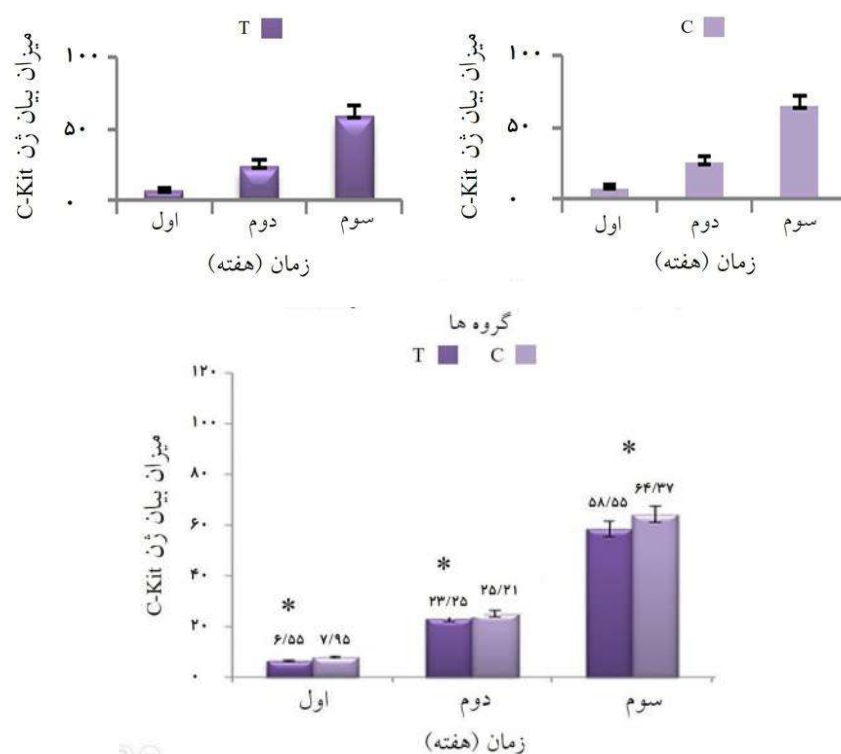 T
میزان بیان ژن C-Kit
۱۰۰
۵۰
۰
اول دوم سوم
زمان (هفته)
C
میزان بیان ژن C-Kit
۱۰۰
۵۰
۰
اول دوم سوم
زمان (هفته)
گروه ها
T C
میزان بیان ژن C-Kit
۱۲۰
۱۰۰
۸۰
۶۰
۴۰
۲۰
۰
*
۶/۵۵ ۷/۹۵
*
۲۳/۲۵ ۲۵/۲۱
*
۵۸/۵۵ ۶۴/۳۷
اول دوم سوم
زمان (هفته)